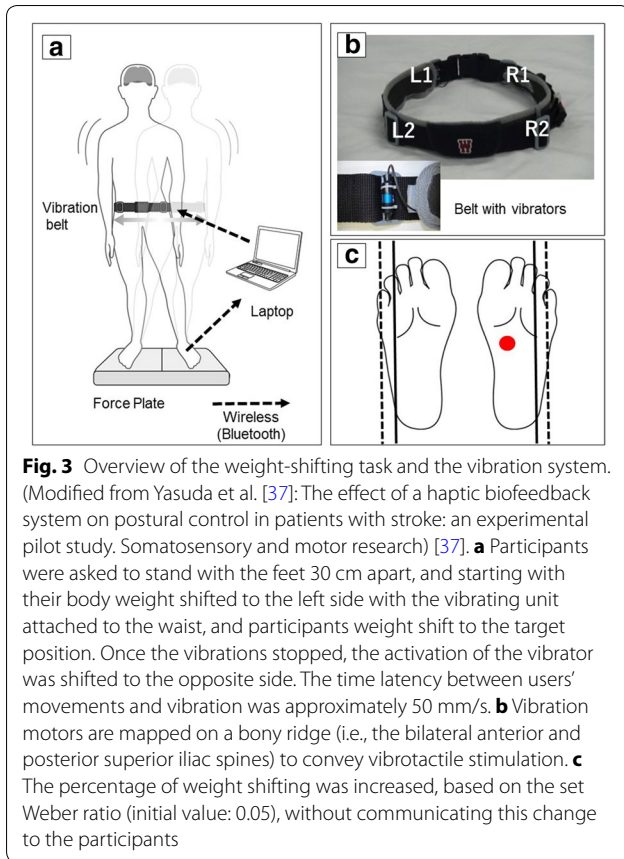 a
Vibration
belt
Laptop
Force Plate
Wireless
(Bluetooth)
b
L1
R1
L2
R2
Belt with vibrators
c
Fig. 3 Overview of the weight-shifting task and the vibration system.
(Modified from Yasuda et al. [37]: The effect of a haptic biofeedback
system on postural control in patients with stroke: an experimental
pilot study. Somatosensory and motor research) [37]. a Participants
were asked to stand with the feet 30 cm apart, and starting with
their body weight shifted to the left side with the vibrating unit
attached to the waist, and participants weight shift to the target
position. Once the vibrations stopped, the activation of the vibrator
was shifted to the opposite side. The time latency between users’
movements and vibration was approximately 50 mm/s. b Vibration
motors are mapped on a bony ridge (i.e., the bilateral anterior and
posterior superior iliac spines) to convey vibrotactile stimulation. c
The percentage of weight shifting was increased, based on the set
Weber ratio (initial value: 0.05), without communicating this change
to the participants